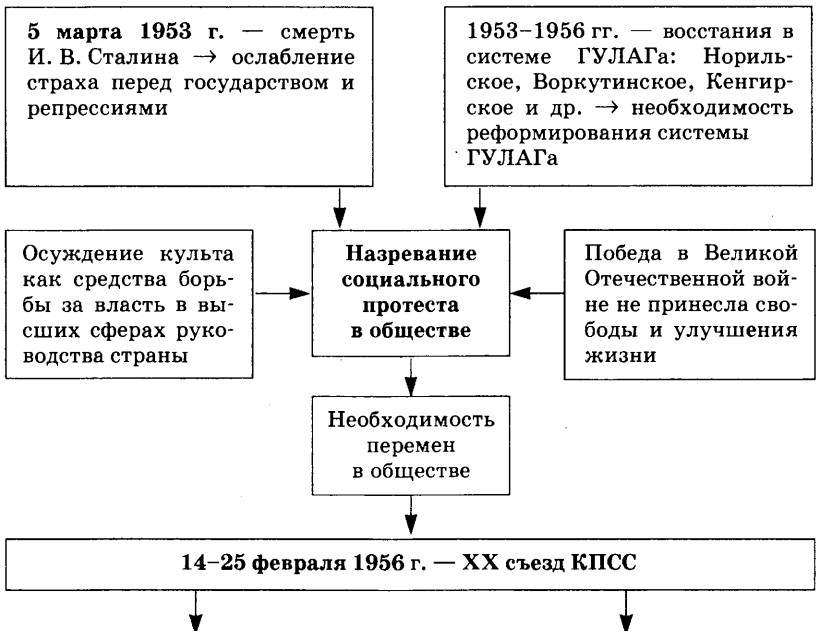 5 марта 1953 г. — смерть
И. В. Сталина → ослабление
страха перед государством и
репрессиями
1953–1956 гг. — восстания в
системе ГУЛАГа: Нориль-
ское, Воркутинское, Кенгир-
ское и др. → необходимость
реформирования системы
ГУЛАГа
Осуждение культа
как средства борь-
бы за власть в вы-
сших сферах руко-
водства страны
Назревание
социального
протеста
в обществе
Победа в Великой
Отечественной вой-
не не принесла сво-
боды и улучшения
жизни
Необходимость
перемен
в обществе
14–25 февраля 1956 г. — XX съезд КПСС